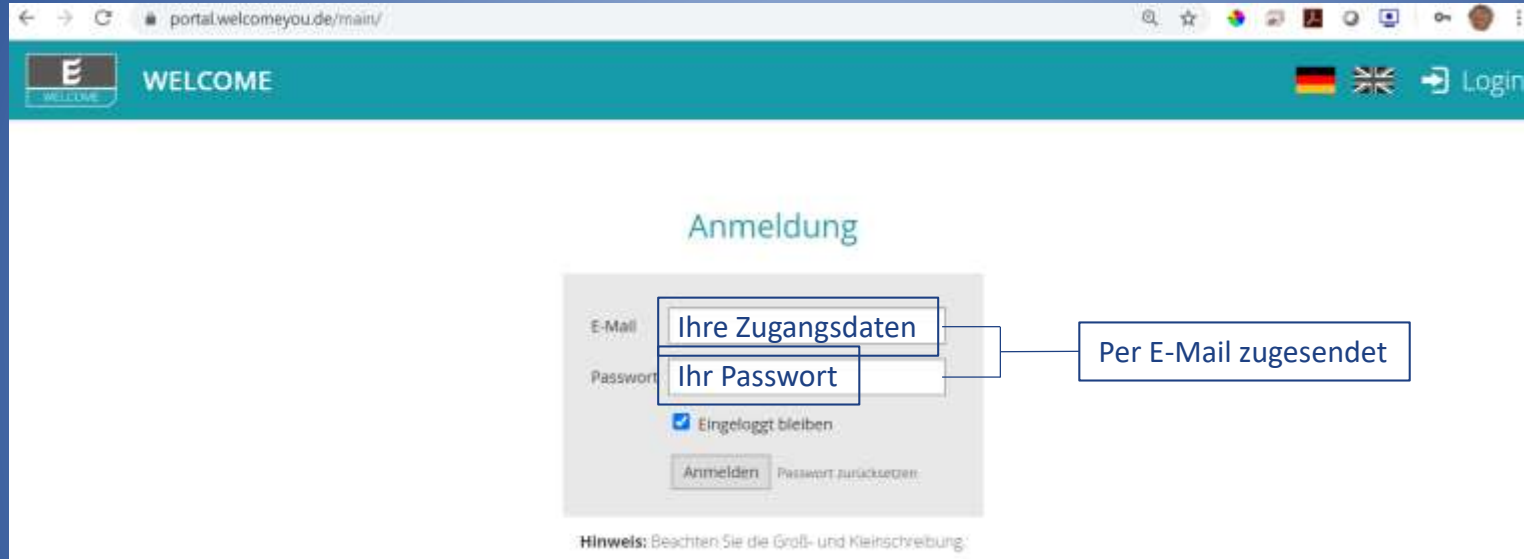 portal.welcomeyou.de/main/
E
WELCOME
WELCOME
Login
Anmeldung
E-Mail
Ihre Zugangsdaten
Per E-Mail zugesendet
Passwort
Ihr Passwort
Eingeloggt bleiben
Anmelden Passwort zurücksetzen
Hinweis: Beachten Sie die Groß- und Kleinschreibung.